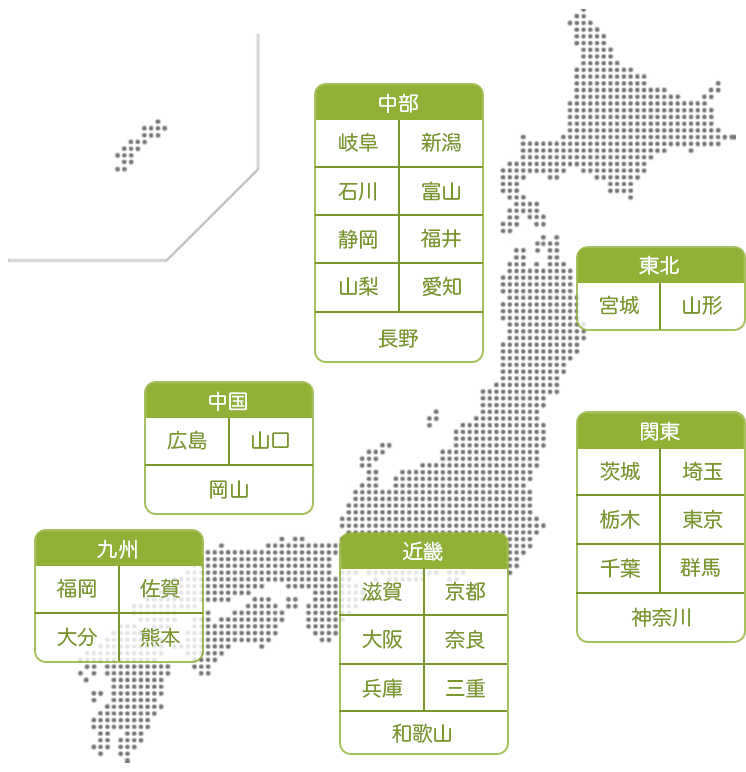 中部
岐阜 新潟
石川 富山
静岡 福井
山梨 愛知
長野
東北
宮城 山形
中国
広島 山口
岡山
関東
茨城 埼玉
栃木 東京
千葉 群馬
神奈川
九州
福岡 佐賀
大分 熊本
近畿
滋賀 京都
大阪 奈良
兵庫 三重
和歌山